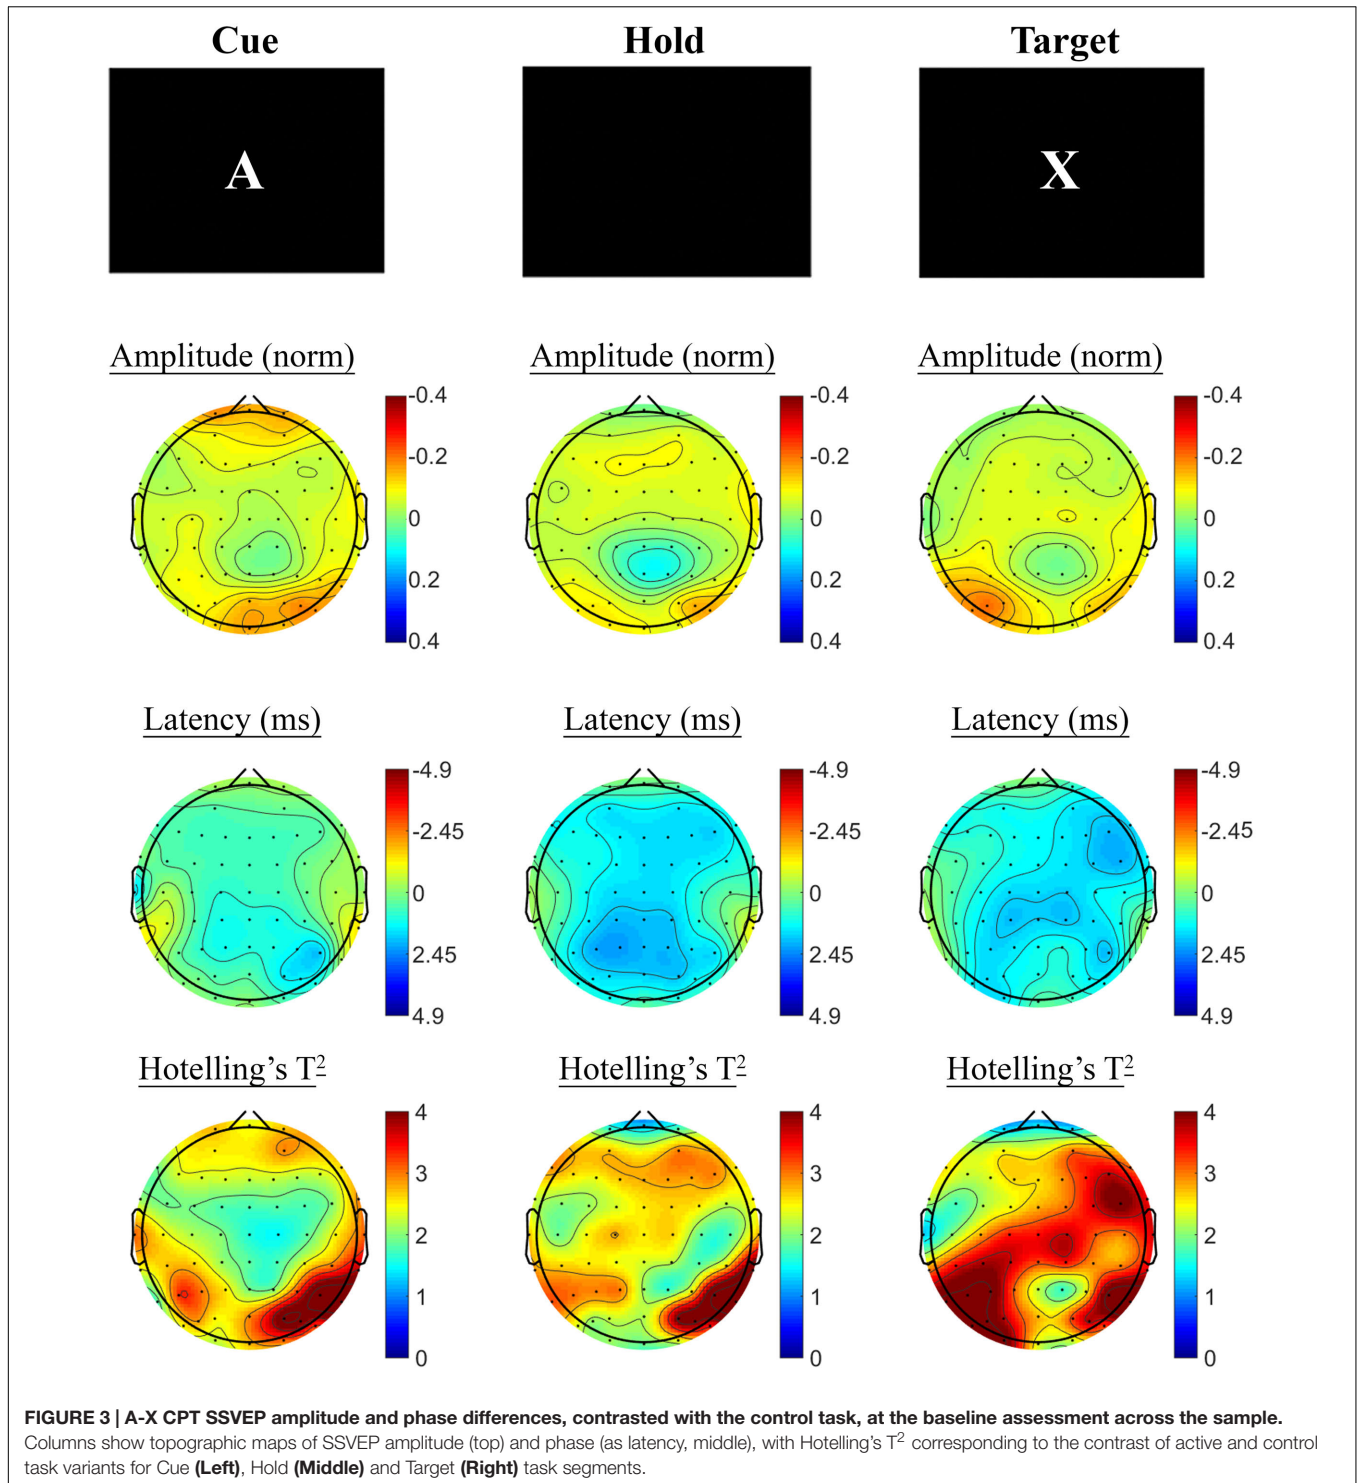 Cue Hold Target
A X
Amplitude (norm) Amplitude (norm) Amplitude (norm)
-0.4 -0.4 -0.4
-0.2 -0.2 -0.2
0 0 0
0.2 0.2 0.2
0.4 0.4 0.4
Latency (ms) Latency (ms) Latency (ms)
-4.9 -4.9 -4.9
-2.45 -2.45 -2.45
0 0 0
2.45 2.45 2.45
4.9 4.9 4.9
Hotelling's T² Hotelling's T² Hotelling's T²
4 4 4
3 3 3
2 2 2
1 1 1
0 0 0
FIGURE 3 | A-X CPT SSVEP amplitude and phase differences, contrasted with the control task, at the baseline assessment across the sample.
Columns show topographic maps of SSVEP amplitude (top) and phase (as latency, middle), with Hotelling's T² corresponding to the contrast of active and control
task variants for Cue (Left), Hold (Middle) and Target (Right) task segments.